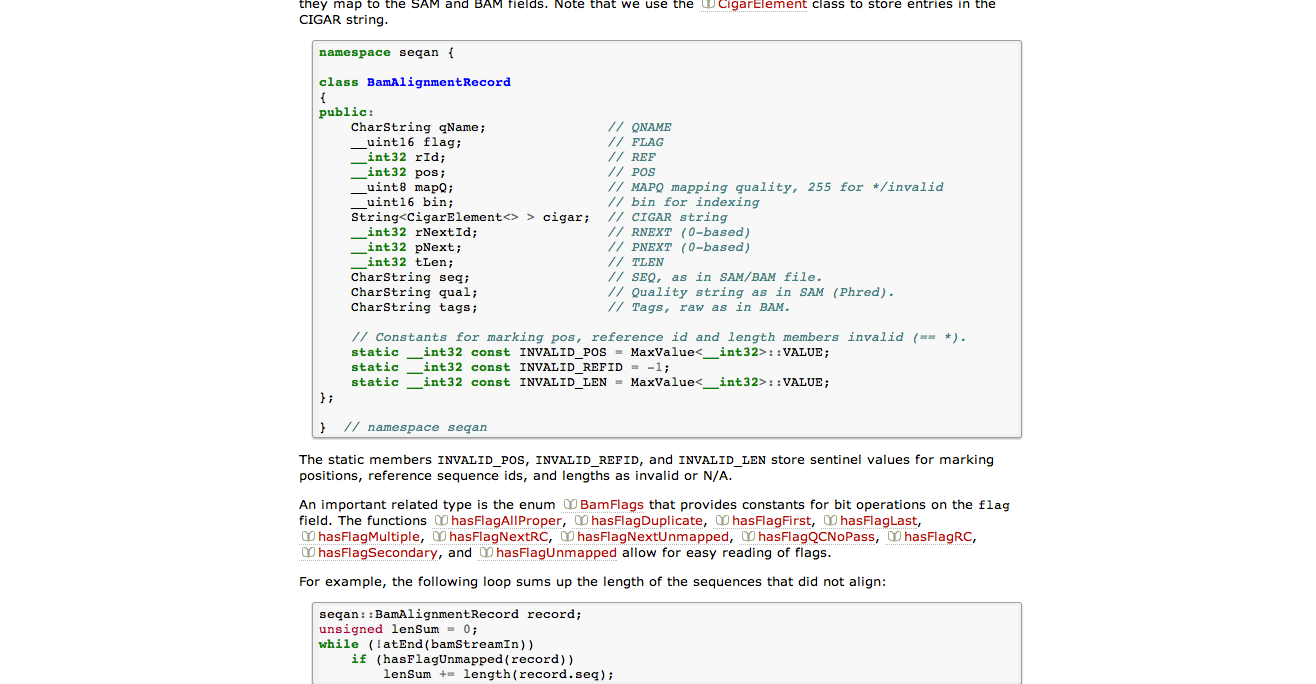 they map to the SAM and BAM fields. Note that we use the CigarElement class to store entries in the
CIGAR string.
namespace seqan {
class BamAlignmentRecord
{
public:
    CharString qName;               // QNAME
    __uint16 flag;                  // FLAG
    __int32 rId;                    // REF
    __int32 pos;                    // POS
    __uint8 mapQ;                   // MAPQ mapping quality, 255 for */invalid
    __uint16 bin;                   // bin for indexing
    String<CigarElement<> > cigar;  // CIGAR string
    __int32 rNextId;                // RNEXT (0-based)
    __int32 pNext;                  // PNEXT (0-based)
    __int32 tLen;                   // TLEN
    CharString seq;                 // SEQ, as in SAM/BAM file.
    CharString qual;                // Quality string as in SAM (Phred).
    CharString tags;                // Tags, raw as in BAM.
    // Constants for marking pos, reference id and length members invalid (== *).
    static __int32 const INVALID_POS = MaxValue<__int32>::VALUE;
    static __int32 const INVALID_REFID = -1;
    static __int32 const INVALID_LEN = MaxValue<__int32>::VALUE;
};
}  // namespace seqan
The static members INVALID_POS, INVALID_REFID, and INVALID_LEN store sentinel values for marking
positions, reference sequence ids, and lengths as invalid or N/A.
An important related type is the enum BamFlags that provides constants for bit operations on the flag
field. The functions hasFlagAllProper, hasFlagDuplicate, hasFlagFirst, hasFlagLast,
hasFlagMultiple, hasFlagNextRC, hasFlagNextUnmapped, hasFlagQCNoPass, hasFlagRC,
hasFlagSecondary, and hasFlagUnmapped allow for easy reading of flags.
For example, the following loop sums up the length of the sequences that did not align:
seqan::BamAlignmentRecord record;
unsigned lenSum = 0;
while (!atEnd(bamStreamIn))
    if (hasFlagUnmapped(record))
        lenSum += length(record.seq);